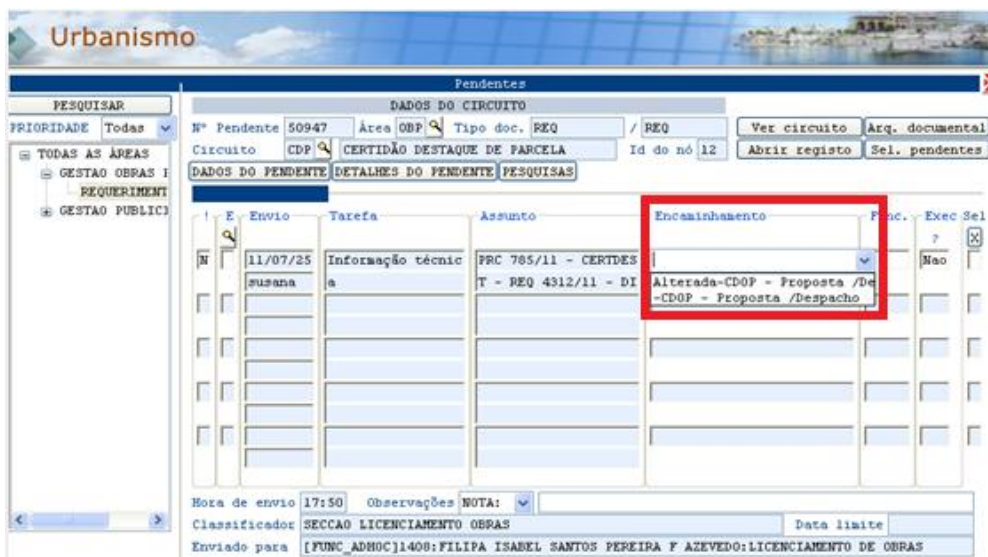 Urbanismo
Pendentes
PESQUISAR
PRIORIDADE Todas
TODAS AS ÁREAS
GESTAO OBRAS P
REQUERIMENT
GESTAO PUBLICI
DADOS DO CIRCUITO
Nº Pendente 50947 Área OBP Tipo doc. REQ / REQ Ver circuito Arq. documental
Circuito CDP CERTIDÃO DESTAQUE DE PARCELA Id do nó 12 Abrir registo Sel. pendentes
DADOS DO PENDENTE DETALHES DO PENDENTE PESQUISAS
! E Envio Tarefa Assunto Encaminhamento Func. Exec Sel
? X
N 11/07/25 Informação técnic PRC 785/11 - CERTDES Nao
susana a T - REQ 4312/11 - DI
Alterada-CDOP - Proposta /De
-CDOP - Proposta /Despacho
Hora de envio 17:50 Observações NOTA:
Classificador SECCAO LICENCIAMENTO OBRAS Data limite
Enviado para [FUNC_ADHOC]1408:FILIPA ISABEL SANTOS PEREIRA F AZEVEDO:LICENCIAMENTO DE OBRAS